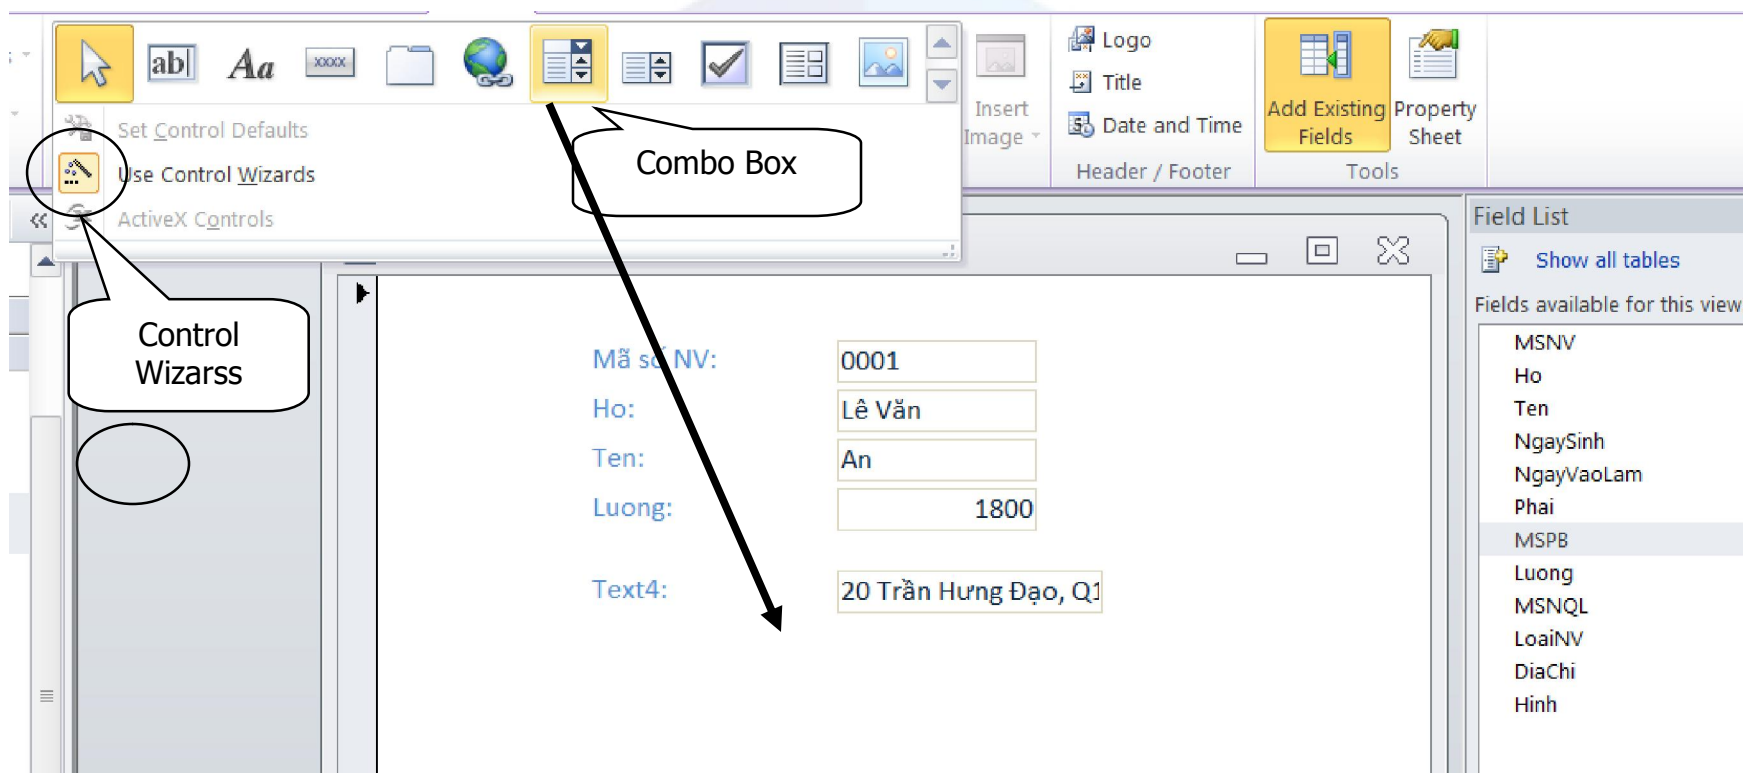 ab
Aa
XXXX
Set Control Defaults
Use Control Wizards
ActiveX Controls
Combo Box
Control
Wizarss
Insert
Image
Logo
Title
Date and Time
Header / Footer
Add Existing
Fields
Property
Sheet
Tools
Mã số NV:
0001
Ho:
Lê Văn
Ten:
An
Luong:
1800
Text4:
20 Trần Hưng Đạo, Q1
Field List
Show all tables
Fields available for this view
MSNV
Ho
Ten
NgaySinh
NgayVaoLam
Phai
MSPB
Luong
MSNQL
LoaiNV
DiaChi
Hinh